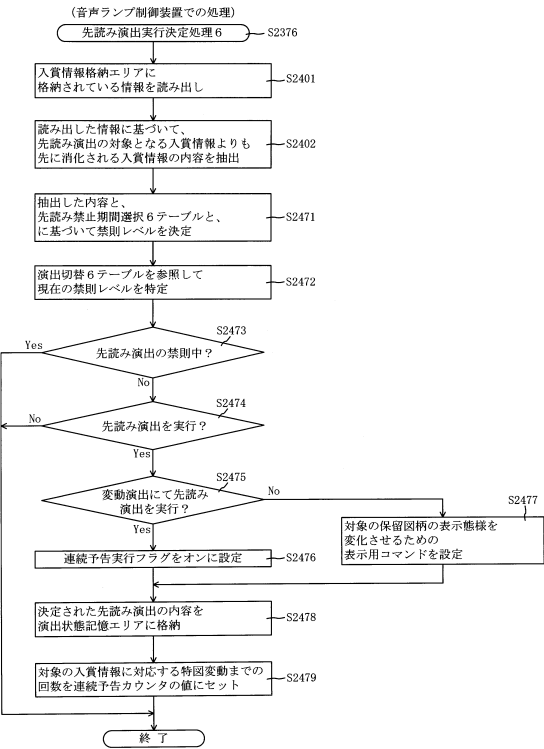 (音声ランプ制御装置での処理)
先読み演出実行決定処理6
S2376
入賞情報格納エリアに
格納されている情報を読み出し
S2401
読み出した情報に基づいて、
先読み演出の対象となる入賞情報よりも
先に消化される入賞情報の内容を抽出
S2402
抽出した内容と、
先読み禁止期間選択6テーブルと、
に基づいて禁則レベルを決定
S2471
演出切替6テーブルを参照して
現在の禁則レベルを特定
S2472
S2473
Yes
先読み演出の禁則中?
No
S2474
No
先読み演出を実行?
Yes
S2475
変動演出にて先読み
演出を実行?
No
Yes
S2477
対象の保留図柄の表示態様を
変化させるための
表示用コマンドを設定
連続予告実行フラグをオンに設定
S2476
決定された先読み演出の内容を
演出状態記憶エリアに格納
S2478
対象の入賞情報に対応する特図変動までの
回数を連続予告カウンタの値にセット
S2479
終了